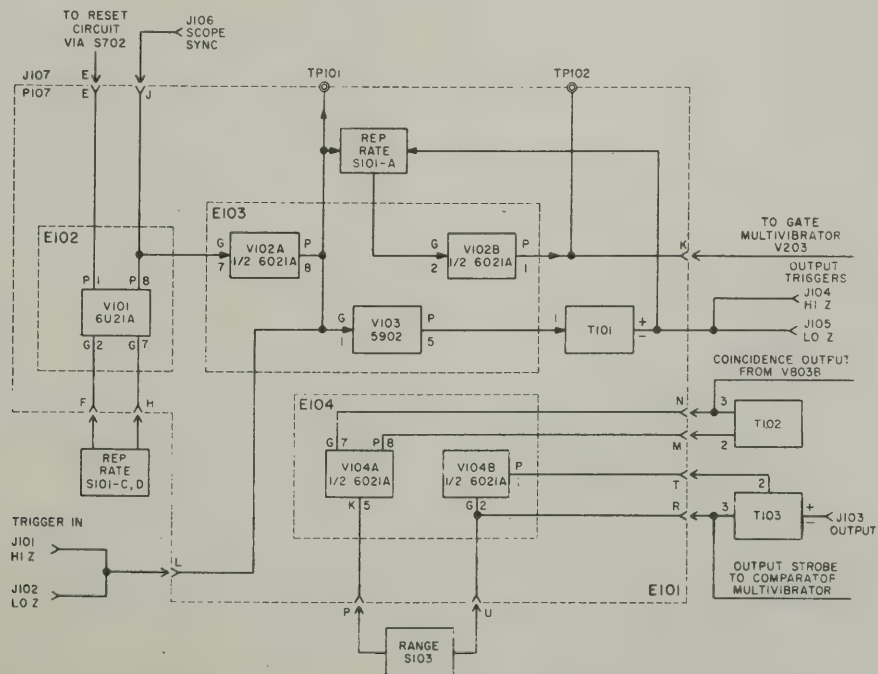 TO RESET
CIRCUIT
VIA S702
J106
SCOPE
SYNC
J107 E
P107 E
J
TP101
TP102
REP
RATE
S101-A
E103
E102
G
7
V102A
1/2 6021A
P
8
G
2
V102B
1/2 6021A
P
1
K
TO GATE
MULTIVIBRATOR
V203
OUTPUT
TRIGGERS
J104
HI Z
J105
LO Z
P 1
P 8
V101
6U21A
G 2
G 7
G
1
V103
5902
P
5
1
T101
+
-
COINCIDENCE OUTPUT
FROM V803B
F
H
REP
RATE
S101-C,D
E104
G 7
P 8
V104A
1/2 6021A
K 5
V104B
1/2 6021A
P
1
G 2
N
3
M
2
T102
T
2
R
3
T103
+
-
J103
OUTPUT
TRIGGER IN
J101
HI Z
J102
LO Z
L
OUTPUT STROBE
TO COMPARATOF
MULTIVIBRATOR
E101
P
U
RANGE
S103